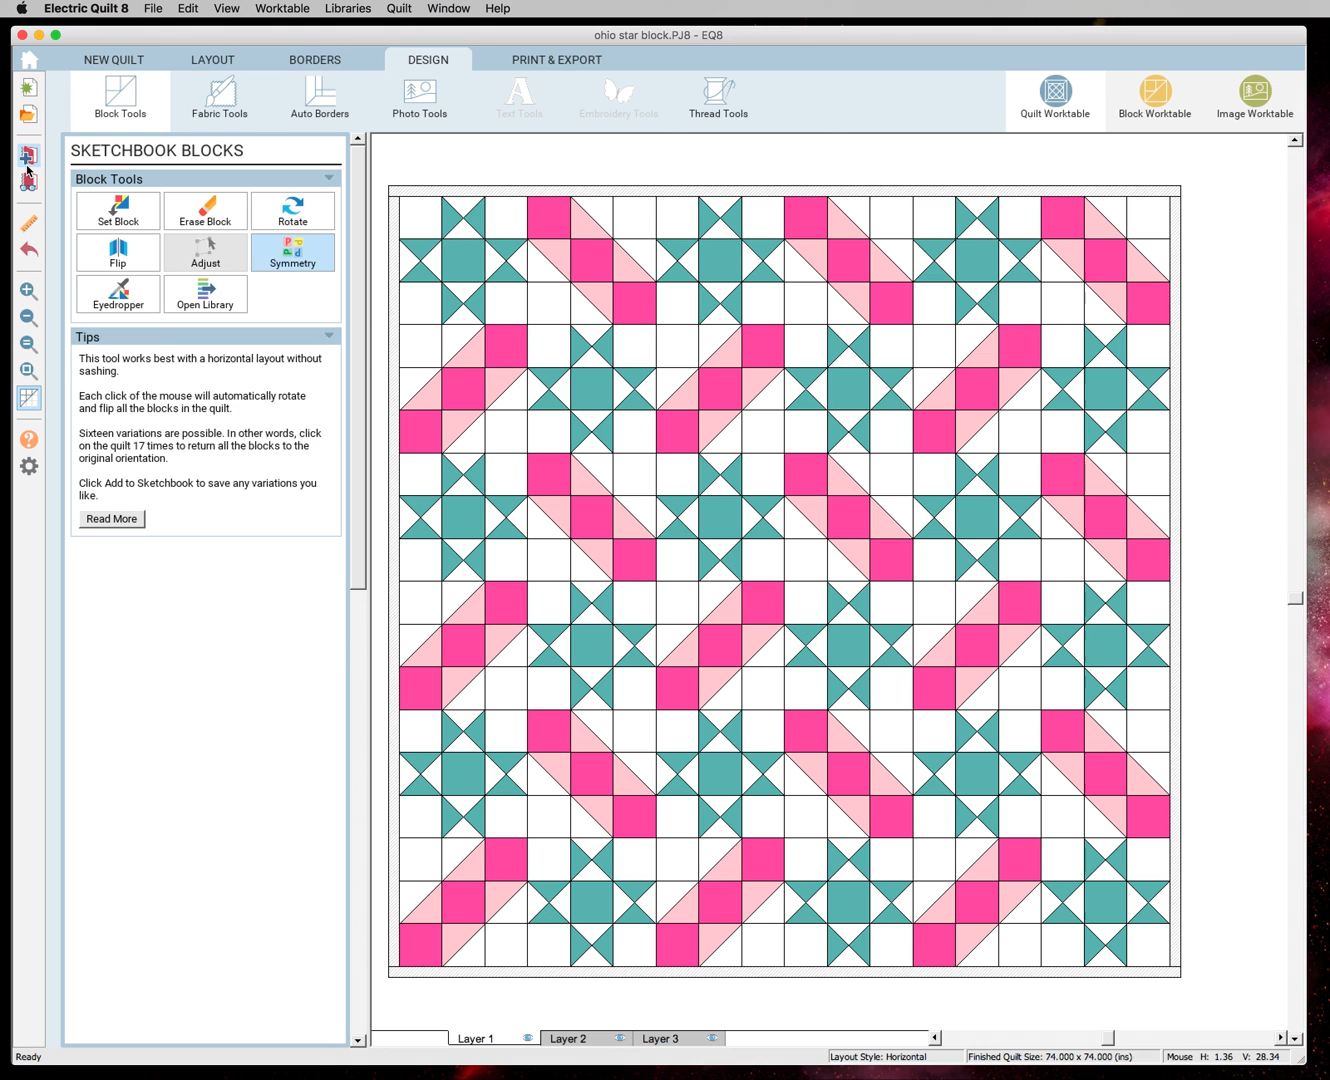 Electric Quilt 8 File Edit View Worktable Libraries Quilt Window Help
ohio star block.PJ8 - EQ8
NEW QUILT LAYOUT BORDERS DESIGN PRINT & EXPORT
Block Tools Fabric Tools Auto Borders Photo Tools Text Tools Embroidery Tools Thread Tools Quilt Worktable Block Worktable Image Worktable
SKETCHBOOK BLOCKS
Block Tools
Set Block Erase Block Rotate
Flip Adjust Symmetry
Eyedropper Open Library
Tips
This tool works best with a horizontal layout without
sashing.
Each click of the mouse will automatically rotate
and flip all the blocks in the quilt.
Sixteen variations are possible. In other words, click
on the quilt 17 times to return all the blocks to the
original orientation.
Click Add to Sketchbook to save any variations you
like.
Read More
Layer 1 Layer 2 Layer 3
Ready Layout Style: Horizontal Finished Quilt Size: 74.000 x 74.000 (ins) Mouse H: 1.36 V: 28.34